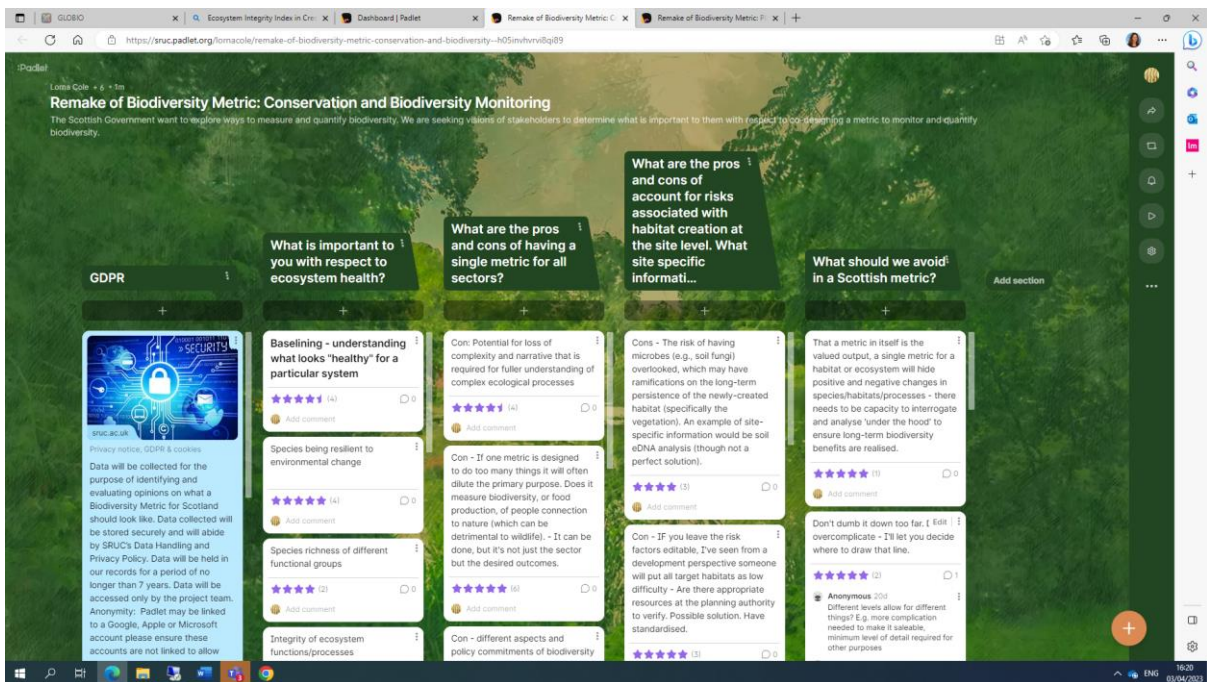 GLOBIO
Ecosystem Integrity Index in Cre
Dashboard | Padlet
Remake of Biodiversity Metric: C
Remake of Biodiversity Metric: Pl
https://sruc.padlet.org/lornacole/remake-of-biodiversity-metric-conservation-and-biodiversity--h05invhvrvi8qi89
:Padlet
Lorna Cole + 6 • 1m
Remake of Biodiversity Metric: Conservation and Biodiversity Monitoring
The Scottish Government want to explore ways to measure and quantify biodiversity. We are seeking visions of stakeholders to determine what is important to them with respect to co-designing a metric to monitor and quantify
biodiversity.
GDPR
SECURITY
sruc.ac.uk
Privacy notice, GDPR & cookies
Data will be collected for the
purpose of identifying and
evaluating opinions on what a
Biodiversity Metric for Scotland
should look like. Data collected will
be stored securely and will abide
by SRUC's Data Handling and
Privacy Policy. Data will be held in
our records for a period of no
longer than 7 years. Data will be
accessed only by the project team.
Anonymity: Padlet may be linked
to a Google, Apple or Microsoft
account please ensure these
accounts are not linked to allow
What is important to
you with respect to
ecosystem health?
Baselining - understanding
what looks "healthy" for a
particular system
(4) 0
Add comment
Species being resilient to
environmental change
(4) 0
Add comment
Species richness of different
functional groups
(2) 0
Add comment
Integrity of ecosystem
functions/processes
What are the pros
and cons of having a
single metric for all
sectors?
Con: Potential for loss of
complexity and narrative that is
required for fuller understanding of
complex ecological processes
(4) 0
Add comment
Con - If one metric is designed
to do too many things it will often
dilute the primary purpose. Does it
measure biodiversity, or food
production, of people connection
to nature (which can be
detrimental to wildlife). - It can be
done, but it's not just the sector
but the desired outcomes.
(6) 0
Add comment
Con - different aspects and
policy commitments of biodiversity
What are the pros
and cons of
account for risks
associated with
habitat creation at
the site level. What
site specific
informati...
Cons - The risk of having
microbes (e.g., soil fungi)
overlooked, which may have
ramifications on the long-term
persistence of the newly-created
habitat (specifically the
vegetation). An example of site-
specific information would be soil
eDNA analysis (though not a
perfect solution).
(3) 0
Add comment
Con - IF you leave the risk
factors editable, I've seen from a
development perspective someone
will put all target habitats as low
difficulty - Are there appropriate
resources at the planning authority
to verify. Possible solution. Have
standardised.
(3) 0
What should we avoid
in a Scottish metric?
That a metric in itself is the
valued output, a single metric for a
habitat or ecosystem will hide
positive and negative changes in
species/habitats/processes - there
needs to be capacity to interrogate
and analyse 'under the hood' to
ensure long-term biodiversity
benefits are realised.
(1) 0
Add comment
Don't dumb it down too far. Edit
overcomplicate - I'll let you decide
where to draw that line.
(2) 1
Anonymous 20d
Different levels allow for different
things? E.g. more complication
needed to make it saleable,
minimum level of detail required for
other purposes
Add section
ENG
16:20
03/04/2023